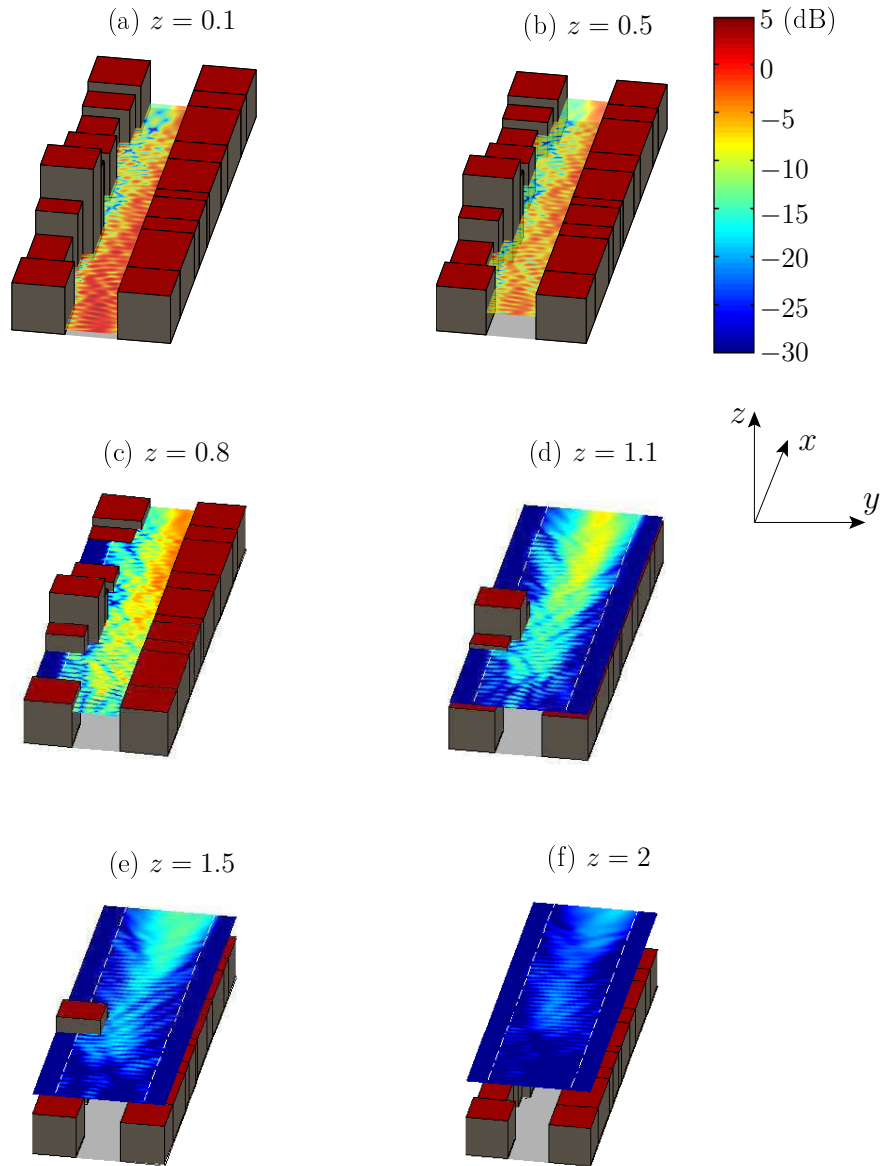 (a) z = 0.1
(b) z = 0.5
5 (dB)
0
−5
−10
−15
−20
−25
−30
(c) z = 0.8
(d) z = 1.1
z
x
y
(e) z = 1.5
(f) z = 2